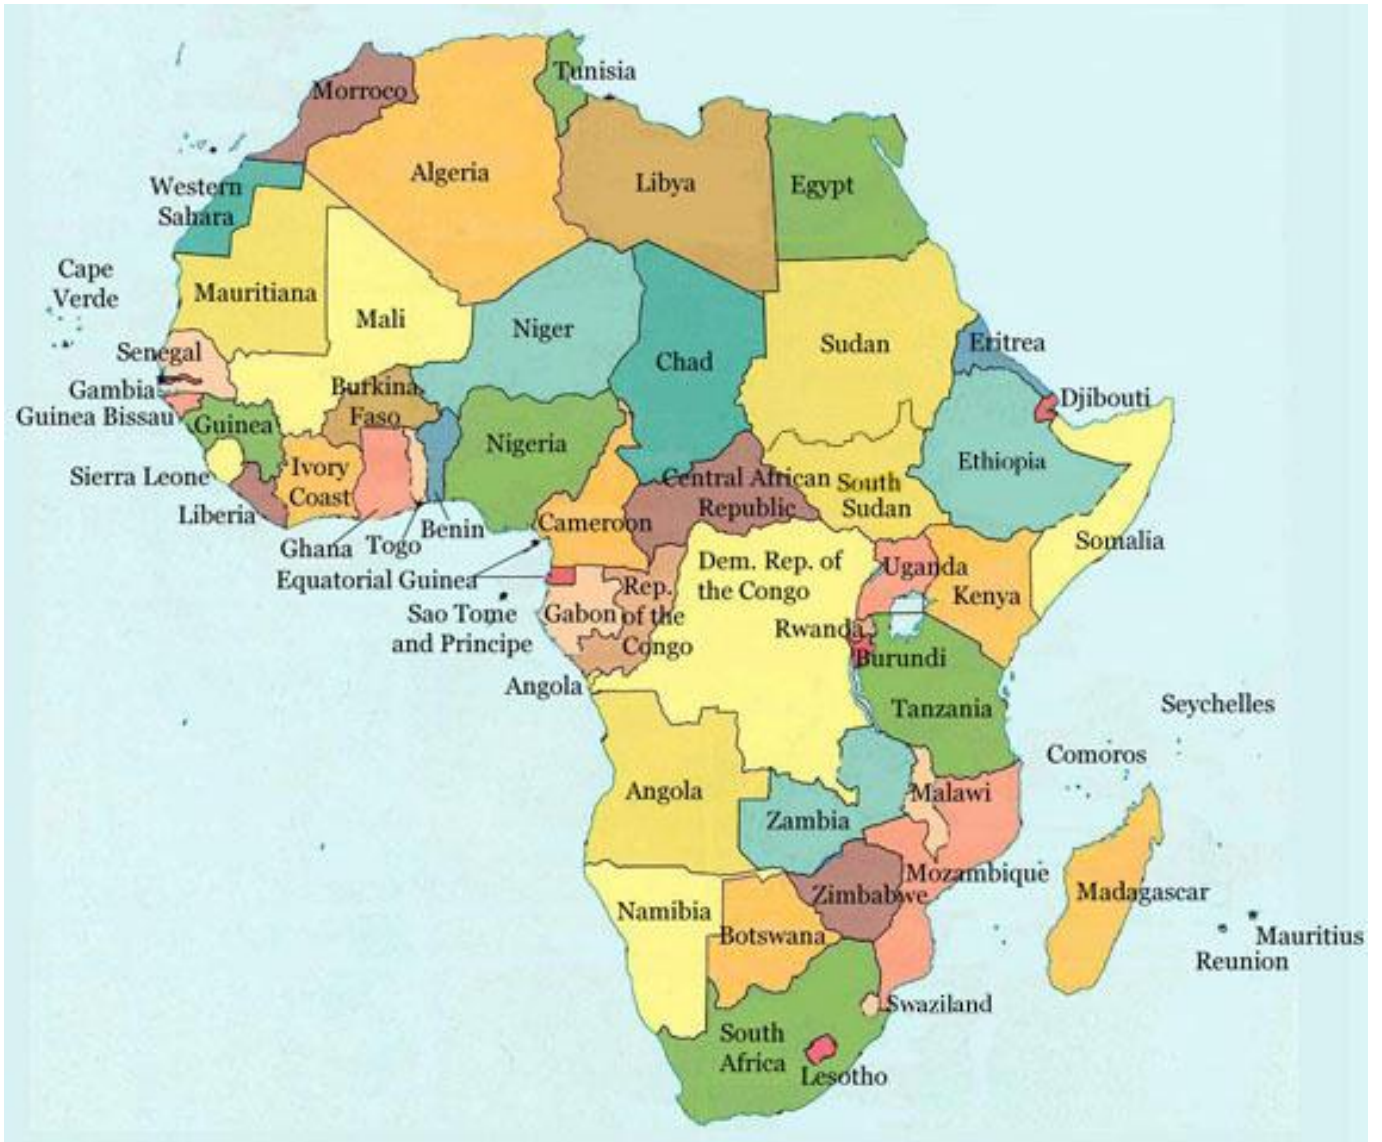 Tunisia
Morroco
Algeria
Libya
Egypt
Western
Sahara
Cape
Verde
Mauritiana
Mali
Niger
Chad
Sudan
Eritrea
Senegal
Gambia
Guinea Bissau
Burkina
Faso
Djibouti
Guinea
Nigeria
Ethiopia
Sierra Leone
Ivory
Coast
Central African
Republic
South
Sudan
Liberia
Ghana
Togo
Benin
Cameroon
Somalia
Equatorial Guinea
Dem. Rep. of
the Congo
Uganda
Kenya
Sao Tome
and Principe
Gabon
Rep.
of the
Congo
Rwanda
Burundi
Angola
Tanzania
Seychelles
Comoros
Angola
Zambia
Malawi
Mozambique
Zimbabwe
Madagascar
Namibia
Botswana
Mauritius
Reunion
Swaziland
South
Africa
Lesotho